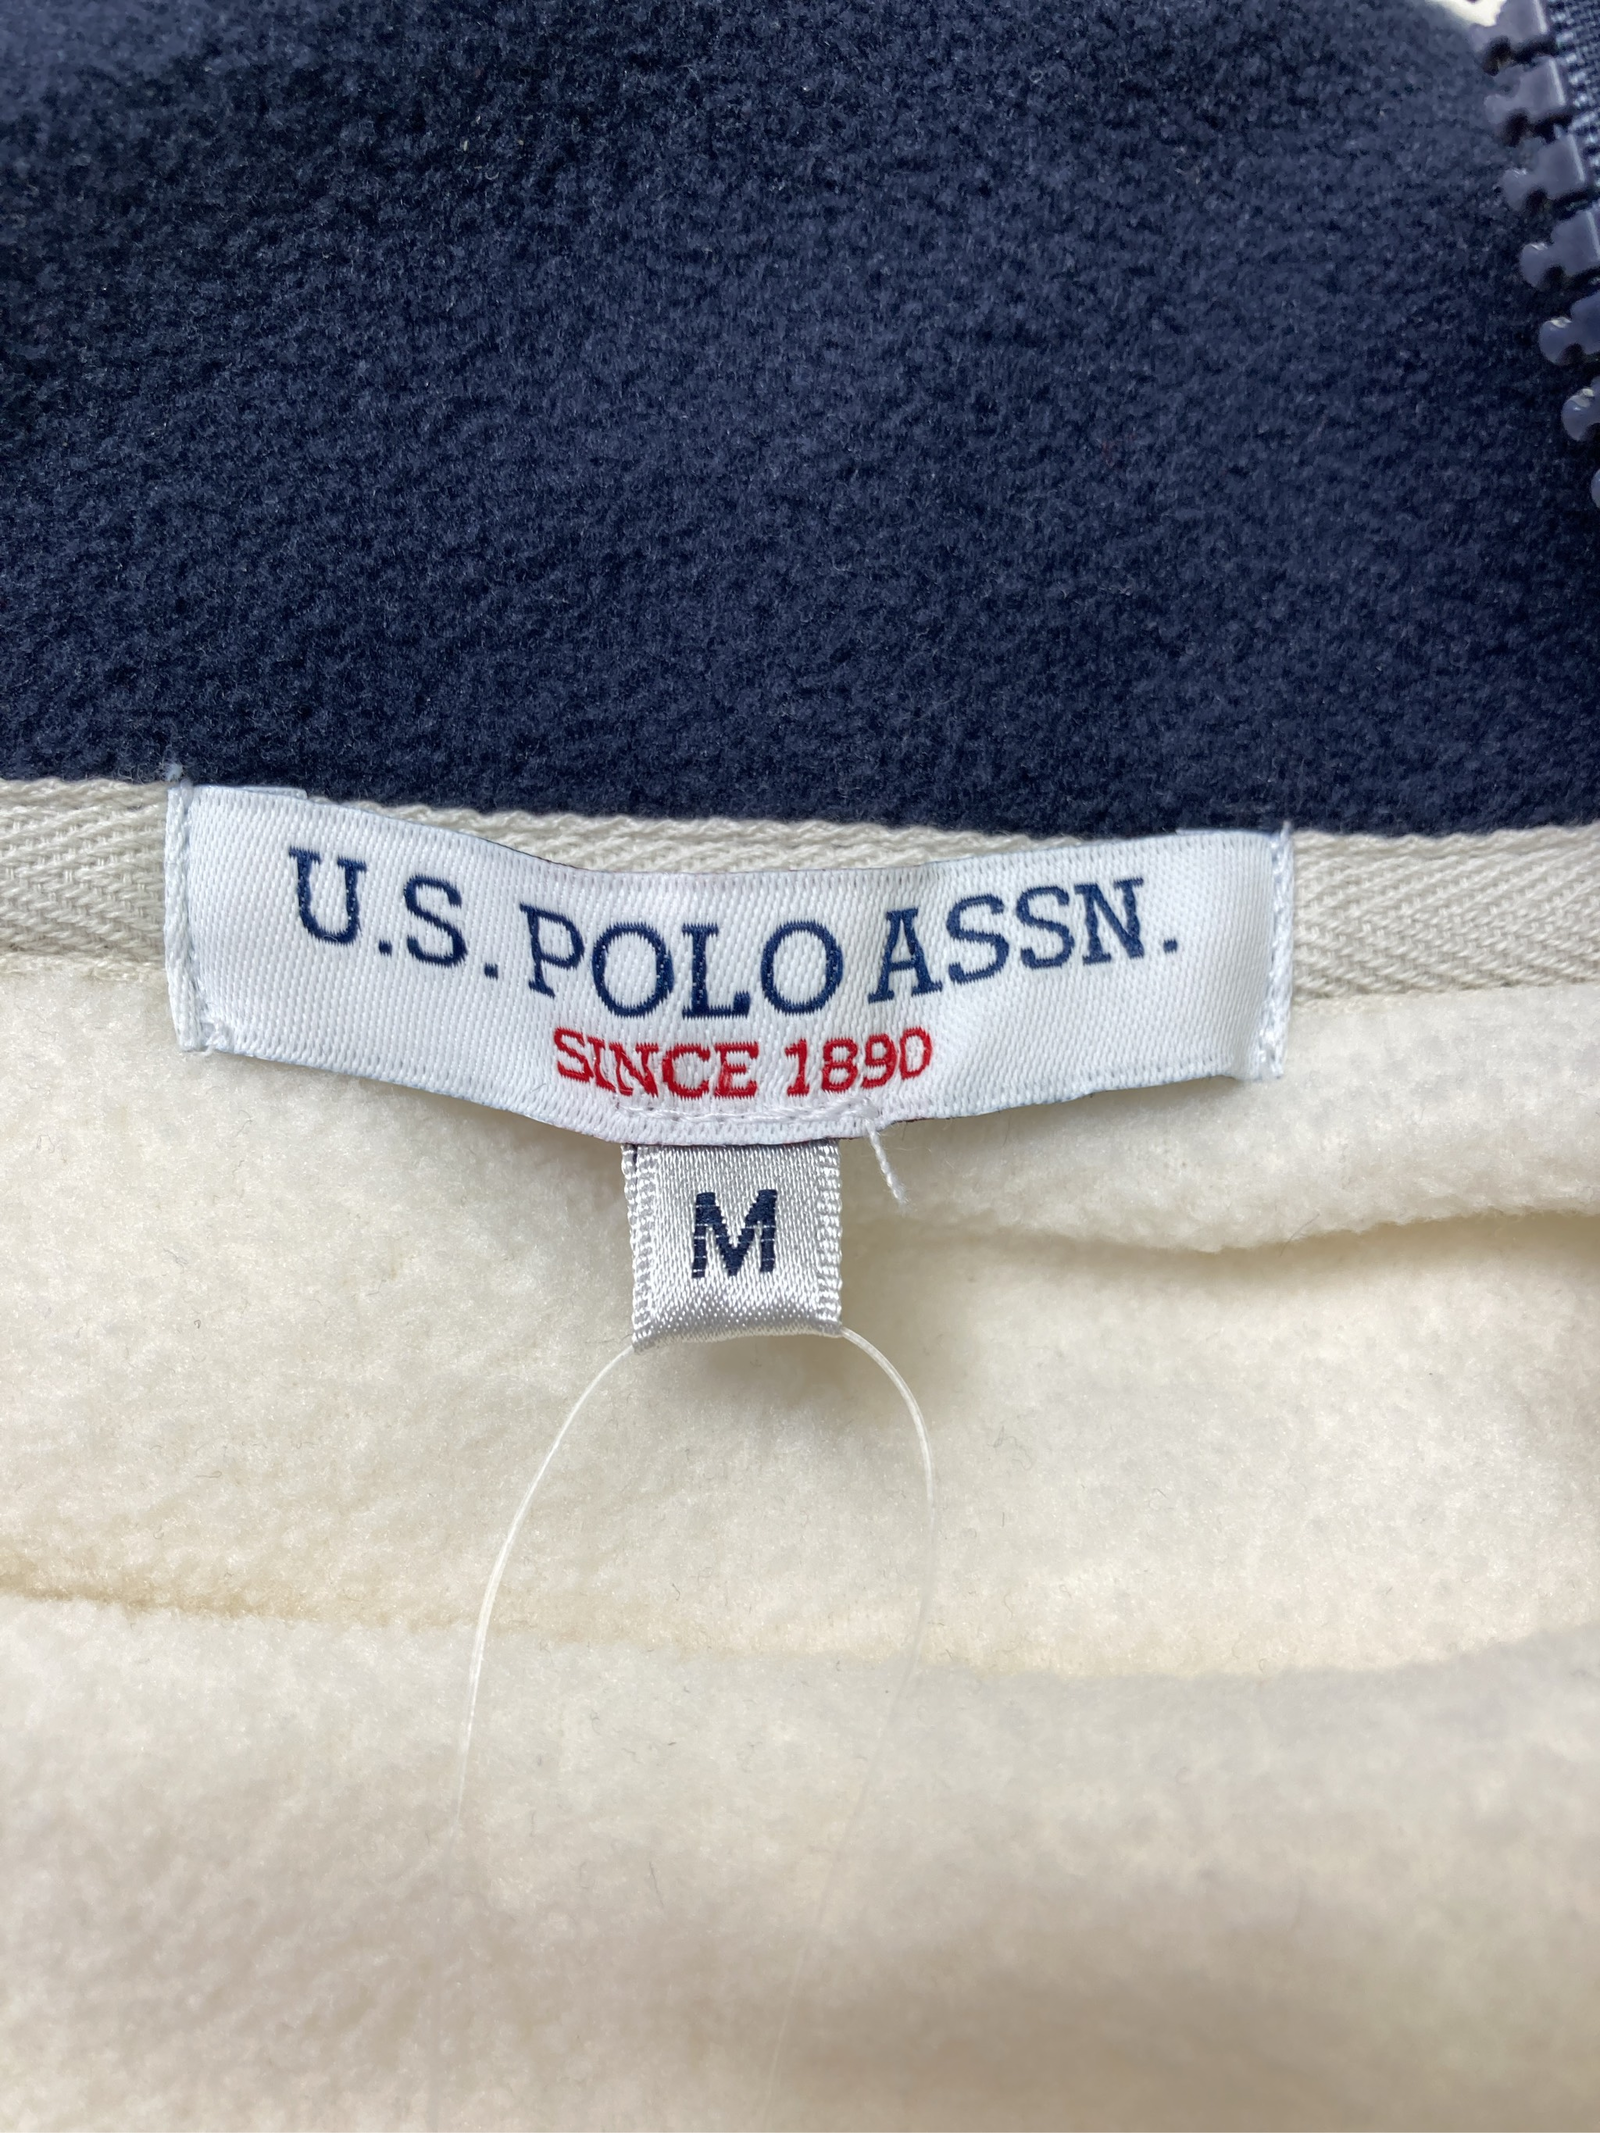 U.S. POLO ASSN.
SINCE 1890
M